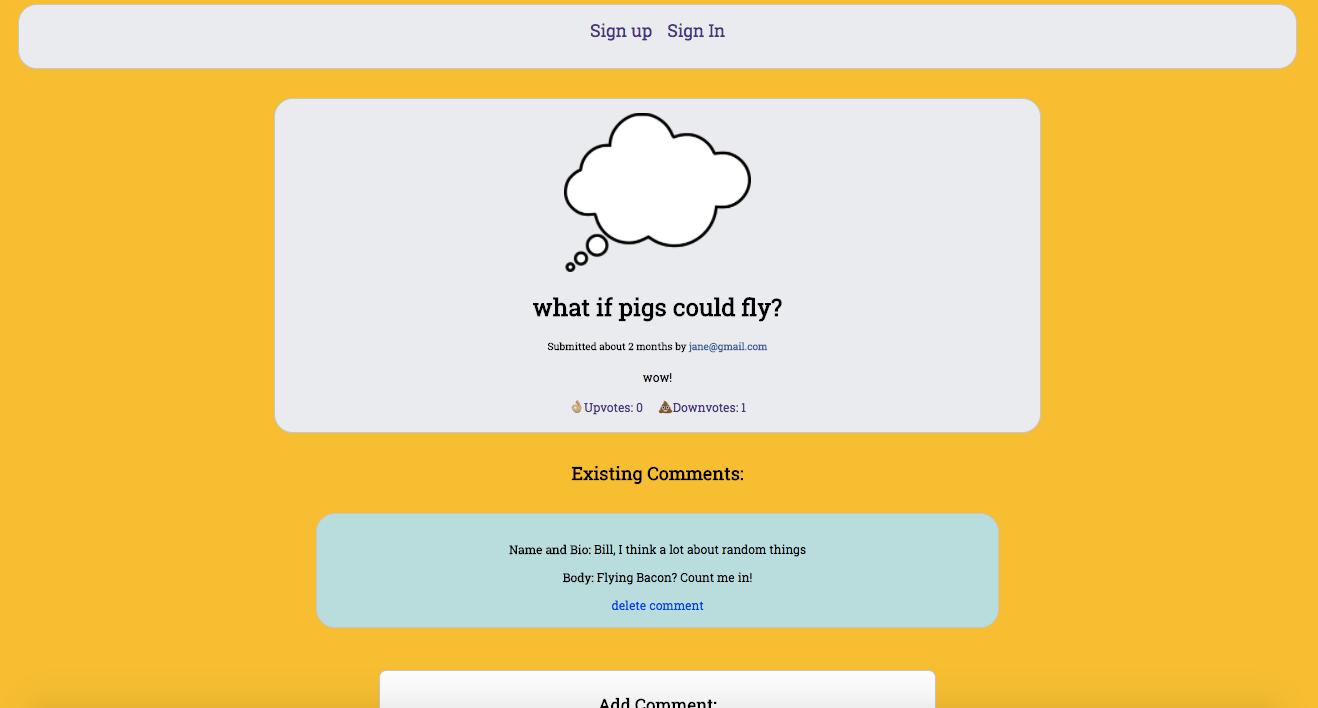 Sign up Sign In
what if pigs could fly?
Submitted about 2 months by jane@gmail.com
wow!
👌🏼Upvotes: 0 💩Downvotes: 1
Existing Comments:
Name and Bio: Bill, I think a lot about random things
Body: Flying Bacon? Count me in!
delete comment
Add Comment: